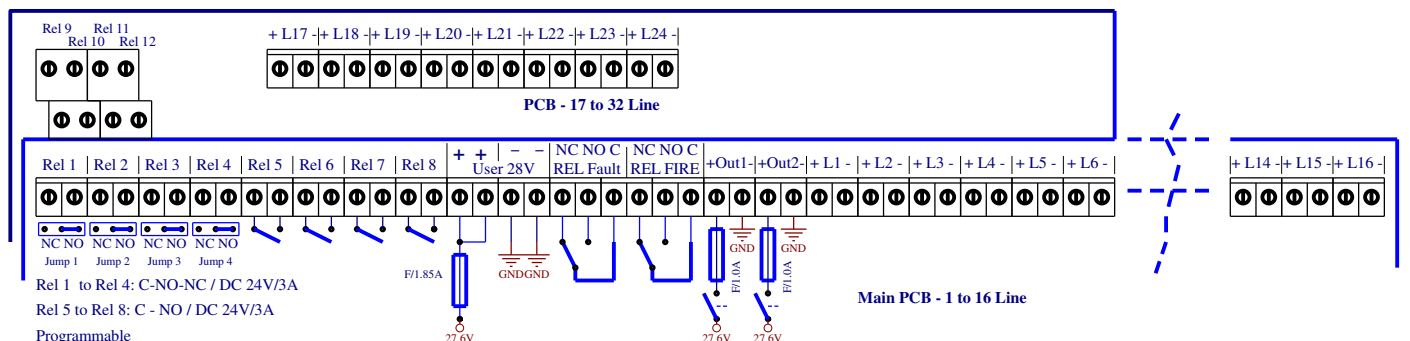 Rel 9 Rel 11
Rel 10 Rel 12
+ L17 - + L18 - + L19 - + L20 - + L21 - + L22 - + L23 - + L24 -
PCB - 17 to 32 Line
Rel 1 Rel 2 Rel 3 Rel 4 Rel 5 Rel 6 Rel 7 Rel 8
+ + − −
User 28V
NC NO C
REL Fault
NC NO C
REL FIRE
+Out1- +Out2- + L1 - + L2 - + L3 - + L4 - + L5 - + L6 - + L14 - + L15 - + L16 -
NC NO NC NO NC NO NC NO
Jump 1 Jump 2 Jump 3 Jump 4
F/1.85A
GND GND
GND GND
F/1.0A F/1.0A
Rel 1 to Rel 4: C-NO-NC / DC 24V/3A
Main PCB - 1 to 16 Line
Rel 5 to Rel 8: C - NO / DC 24V/3A
Programmable
27.6V 27.6V 27.6V